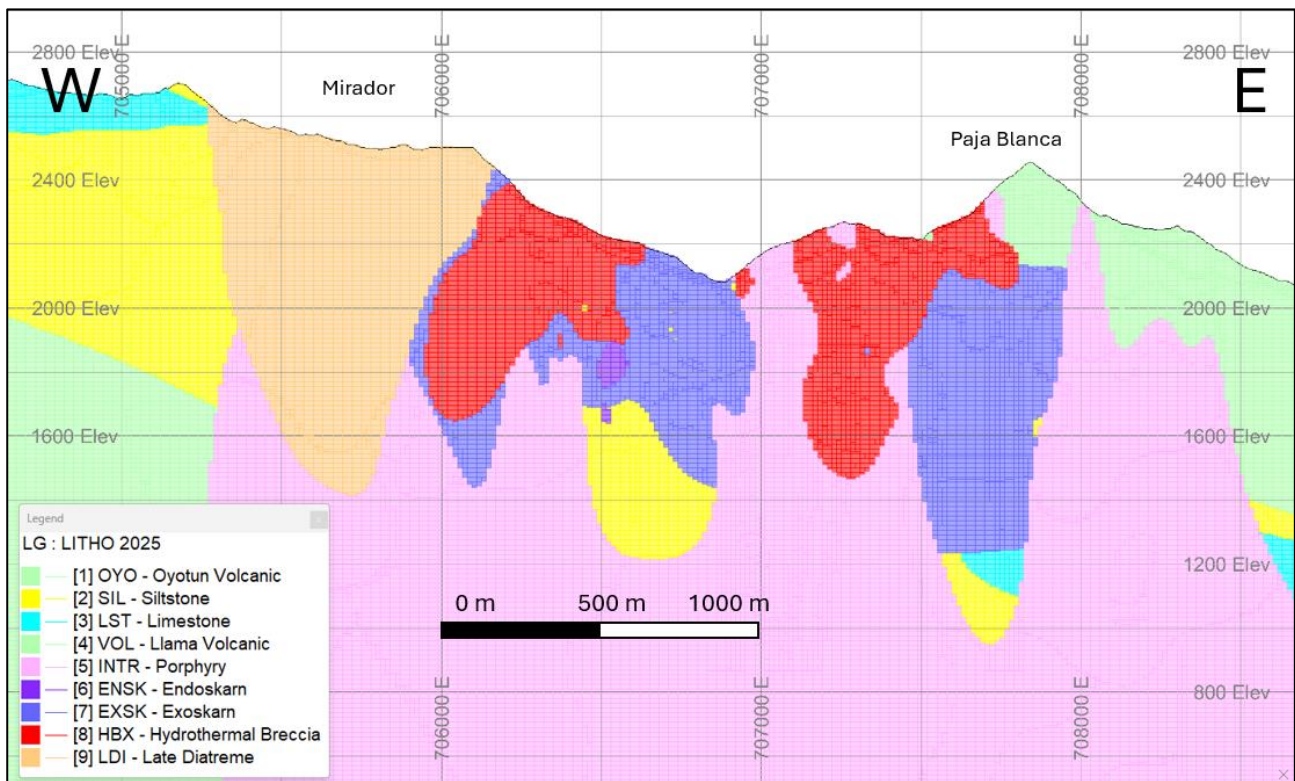 2800 Elev
2800 Elev
W
705000 E
706000 E
707000 E
708000 E
E
Mirador
Paja Blanca
2400 Elev
2400 Elev
2000 Elev
2000 Elev
1600 Elev
1600 Elev
1200 Elev
800 Elev
0 m 500 m 1000 m
706000 E
707000 E
708000 E
Legend
LG : LITHO 2025
[1] OYO - Oyotun Volcanic
[2] SIL - Siltstone
[3] LST - Limestone
[4] VOL - Llama Volcanic
[5] INTR - Porphyry
[6] ENSK - Endoskarn
[7] EXSK - Exoskarn
[8] HBX - Hydrothermal Breccia
[9] LDI - Late Diatreme